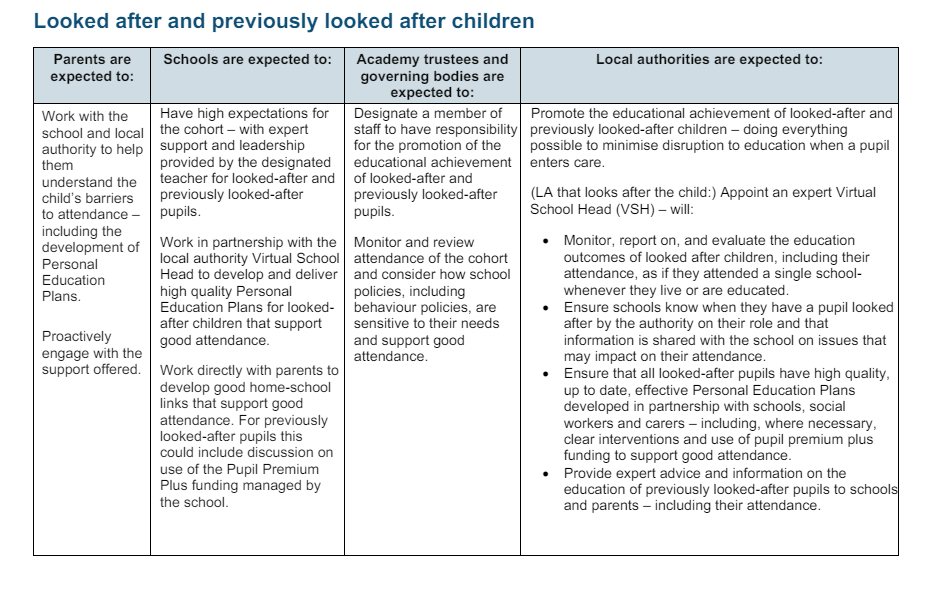 Looked after and previously looked after children
Parents are
expected to:
Schools are expected to:
Academy trustees and
governing bodies are
expected to:
Local authorities are expected to:
Work with the
school and local
authority to help
them
understand the
child's barriers
to attendance –
including the
development of
Personal
Education
Plans.
Proactively
engage with the
support offered.
Have high expectations for
the cohort – with expert
support and leadership
provided by the designated
teacher for looked-after and
previously looked-after
pupils.
Work in partnership with the
local authority Virtual School
Head to develop and deliver
high quality Personal
Education Plans for looked-
after children that support
good attendance.
Work directly with parents to
develop good home-school
links that support good
attendance. For previously
looked-after pupils this
could include discussion on
use of the Pupil Premium
Plus funding managed by
the school.
Designate a member of
staff to have responsibility
for the promotion of the
educational achievement
of looked-after and
previously looked-after
pupils.
Monitor and review
attendance of the cohort
and consider how school
policies, including
behaviour policies, are
sensitive to their needs
and support good
attendance.
Promote the educational achievement of looked-after and
previously looked-after children – doing everything
possible to minimise disruption to education when a pupil
enters care.
(LA that looks after the child:) Appoint an expert Virtual
School Head (VSH) – will:
• Monitor, report on, and evaluate the education
outcomes of looked after children, including their
attendance, as if they attended a single school-
whenever they live or are educated.
• Ensure schools know when they have a pupil looked
after by the authority on their role and that
information is shared with the school on issues that
may impact on their attendance.
• Ensure that all looked-after pupils have high quality,
up to date, effective Personal Education Plans
developed in partnership with schools, social
workers and carers – including, where necessary,
clear interventions and use of pupil premium plus
funding to support good attendance.
• Provide expert advice and information on the
education of previously looked-after pupils to schools
and parents – including their attendance.